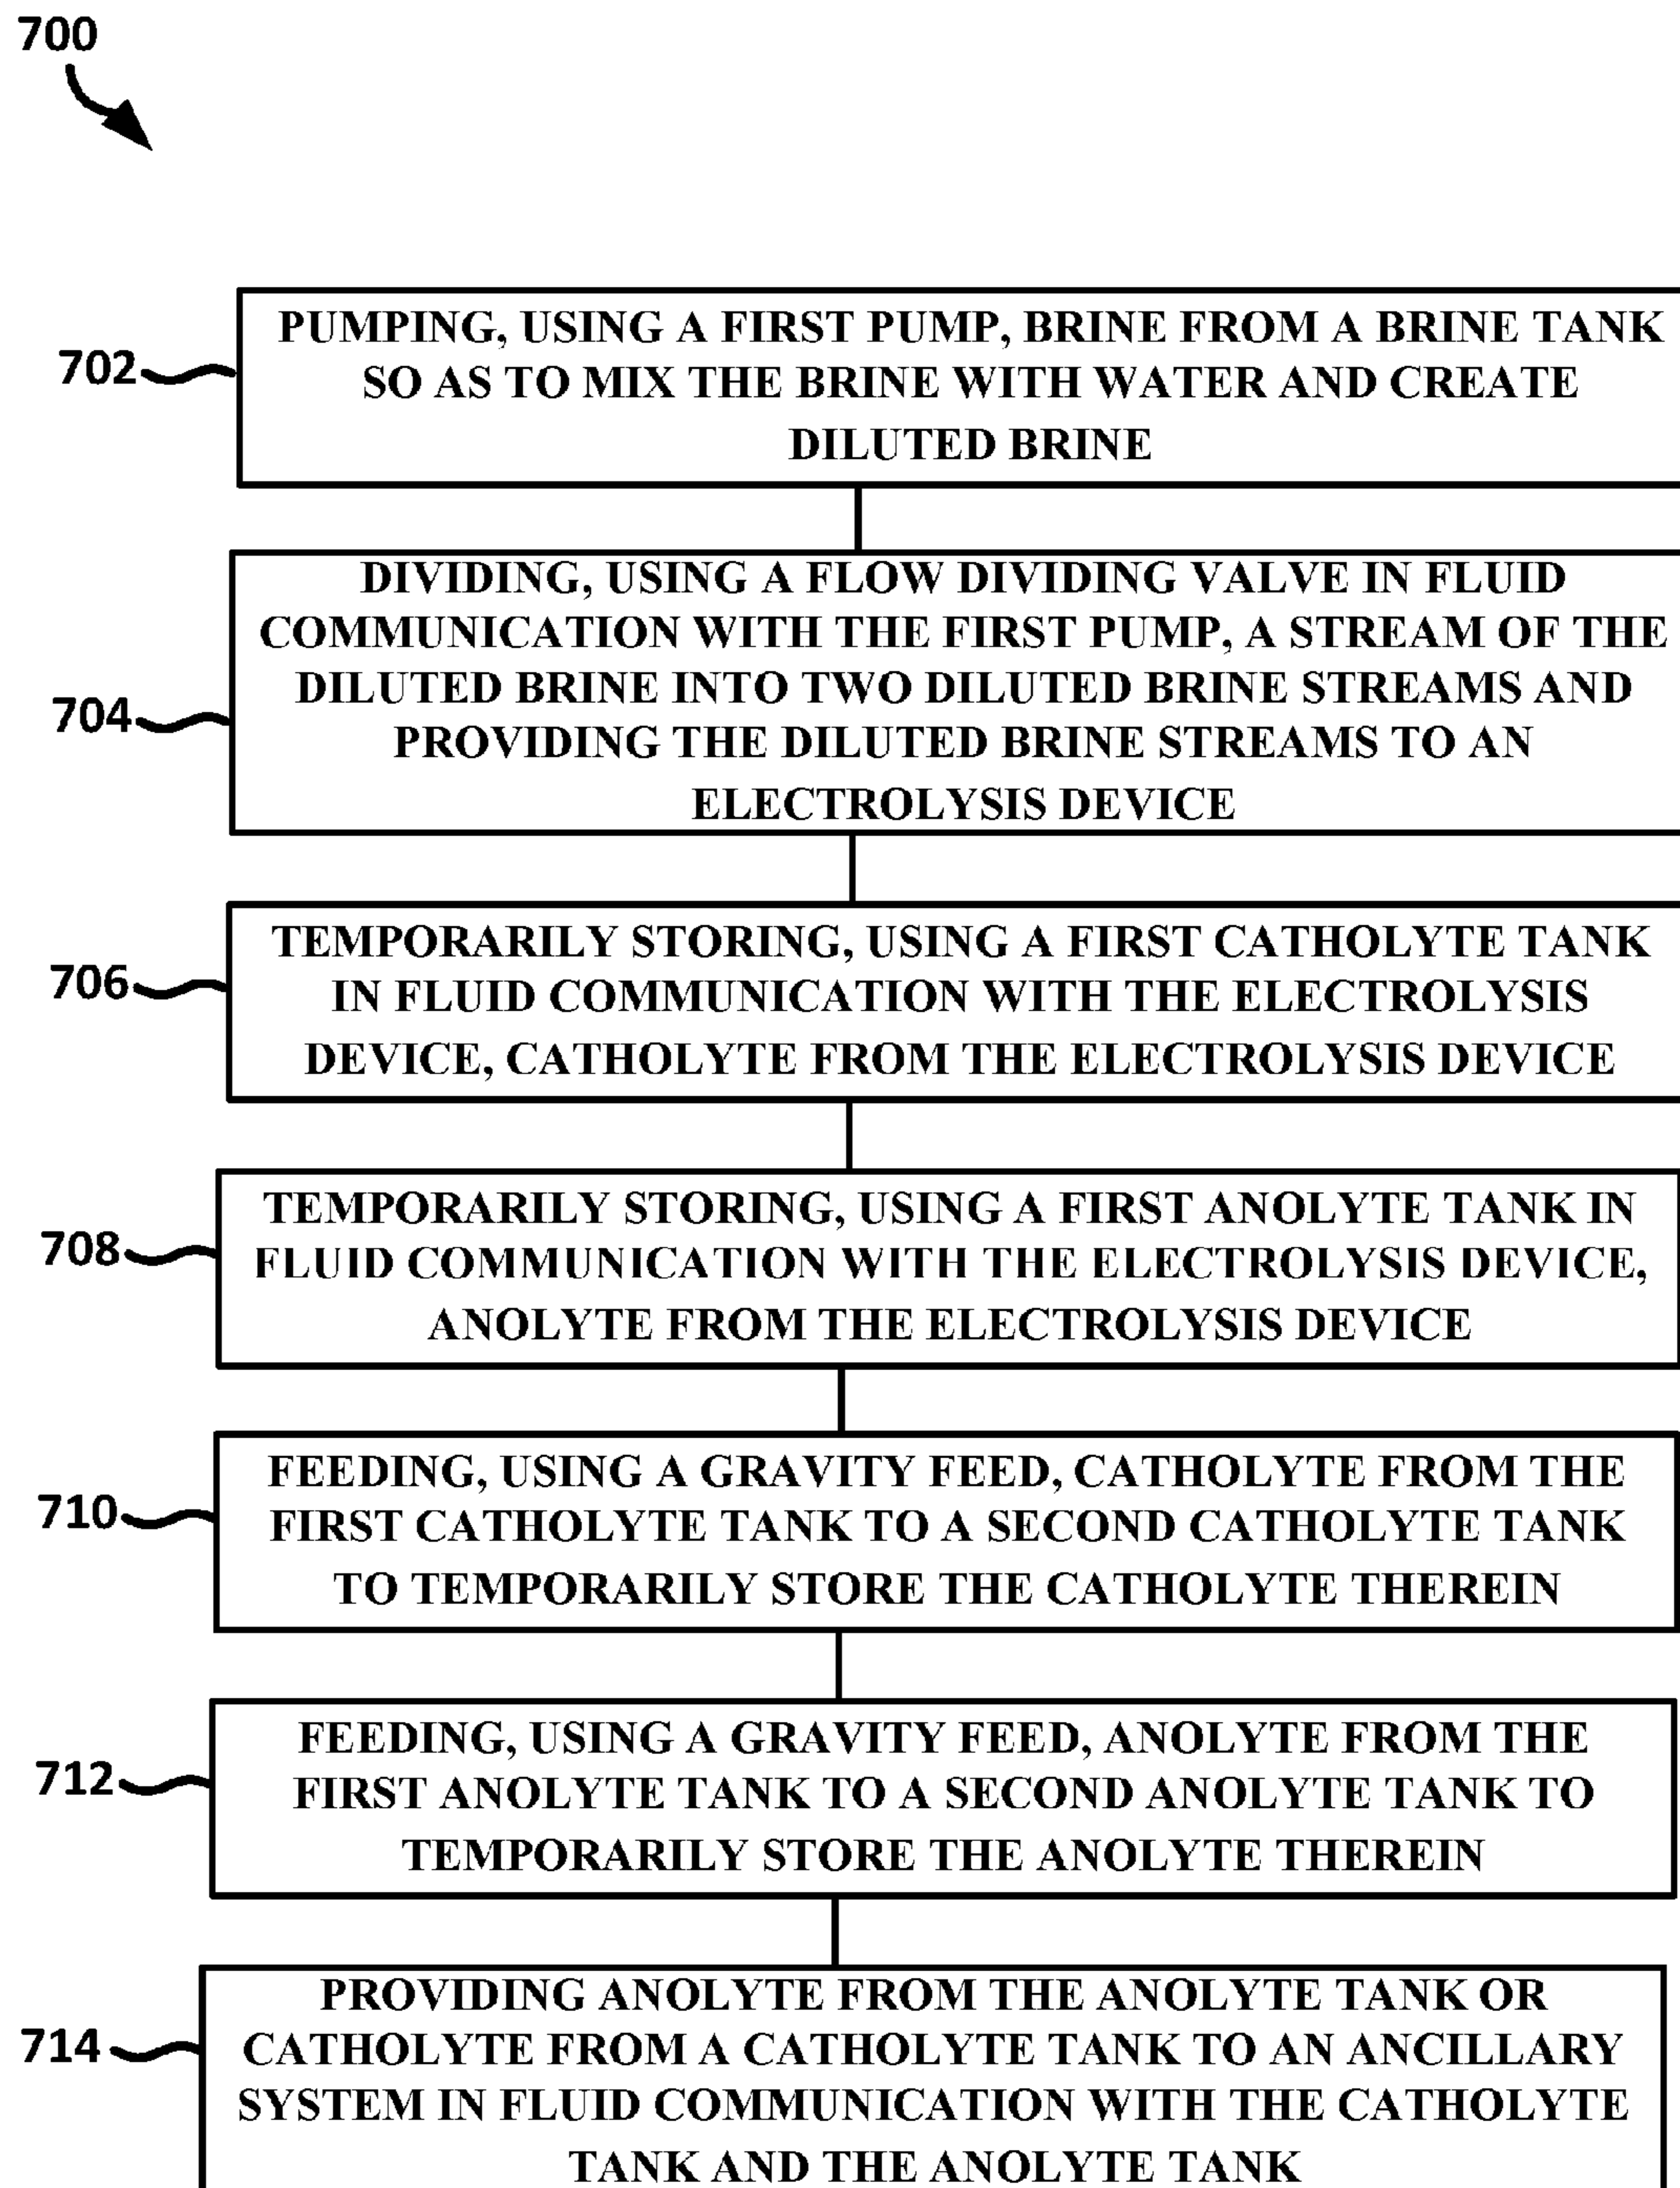 700
702
PUMPING, USING A FIRST PUMP, BRINE FROM A BRINE TANK
SO AS TO MIX THE BRINE WITH WATER AND CREATE
DILUTED BRINE
704
DIVIDING, USING A FLOW DIVIDING VALVE IN FLUID
COMMUNICATION WITH THE FIRST PUMP, A STREAM OF THE
DILUTED BRINE INTO TWO DILUTED BRINE STREAMS AND
PROVIDING THE DILUTED BRINE STREAMS TO AN
ELECTROLYSIS DEVICE
706
TEMPORARILY STORING, USING A FIRST CATHOLYTE TANK
IN FLUID COMMUNICATION WITH THE ELECTROLYSIS
DEVICE, CATHOLYTE FROM THE ELECTROLYSIS DEVICE
708
TEMPORARILY STORING, USING A FIRST ANOLYTE TANK IN
FLUID COMMUNICATION WITH THE ELECTROLYSIS DEVICE,
ANOLYTE FROM THE ELECTROLYSIS DEVICE
710
FEEDING, USING A GRAVITY FEED, CATHOLYTE FROM THE
FIRST CATHOLYTE TANK TO A SECOND CATHOLYTE TANK
TO TEMPORARILY STORE THE CATHOLYTE THEREIN
712
FEEDING, USING A GRAVITY FEED, ANOLYTE FROM THE
FIRST ANOLYTE TANK TO A SECOND ANOLYTE TANK TO
TEMPORARILY STORE THE ANOLYTE THEREIN
714
PROVIDING ANOLYTE FROM THE ANOLYTE TANK OR
CATHOLYTE FROM A CATHOLYTE TANK TO AN ANCILLARY
SYSTEM IN FLUID COMMUNICATION WITH THE CATHOLYTE
TANK AND THE ANOLYTE TANK